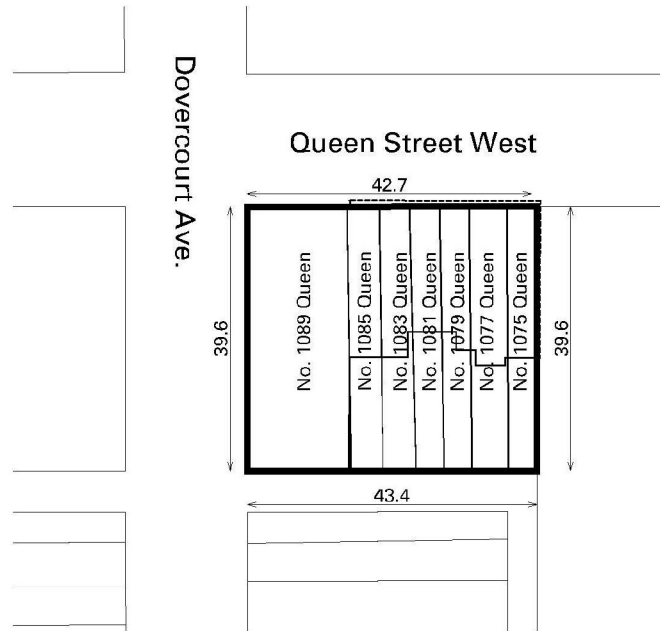 Dovercourt Ave.
Queen Street West
42.7
39.6
No. 1089 Queen
No. 1085 Queen
No. 1083 Queen
No. 1081 Queen
No. 1079 Queen
No. 1077 Queen
No. 1075 Queen
39.6
43.4